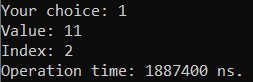 Your choice: 1
Value: 11
Index: 2
Operation time: 1887400 ns.